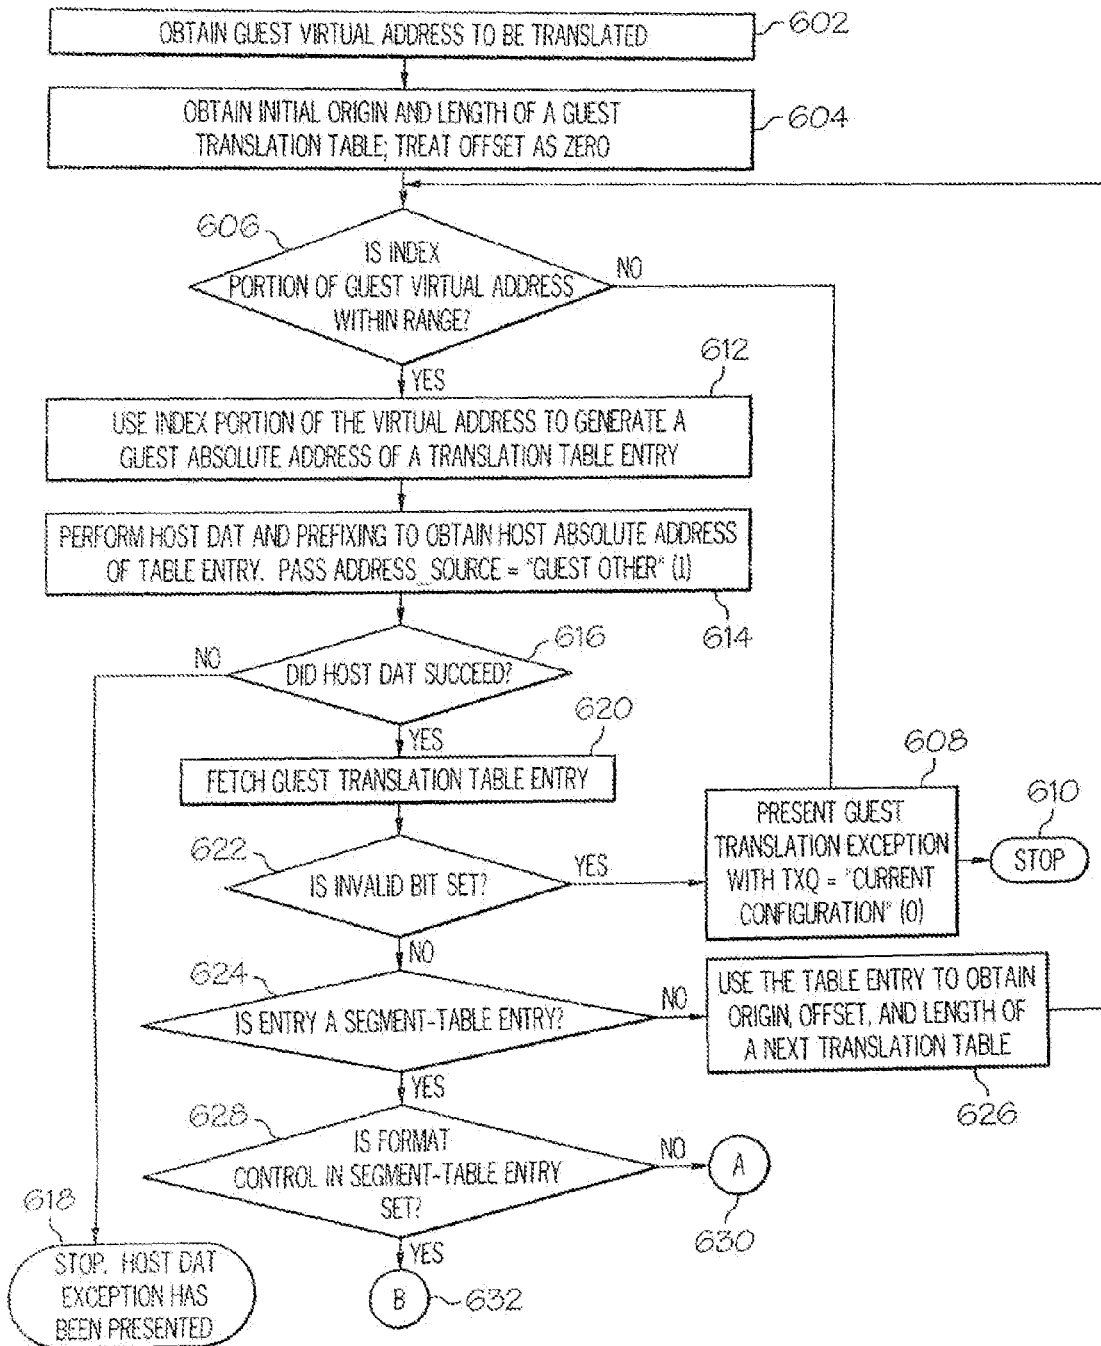 OBTAIN GUEST VIRTUAL ADDRESS TO BE TRANSLATED
602
OBTAIN INITIAL ORIGIN AND LENGTH OF A GUEST
TRANSLATION TABLE; TREAT OFFSET AS ZERO
604
606
IS INDEX
PORTION OF GUEST VIRTUAL ADDRESS
WITHIN RANGE?
NO
YES
612
USE INDEX PORTION OF THE VIRTUAL ADDRESS TO GENERATE A
GUEST ABSOLUTE ADDRESS OF A TRANSLATION TABLE ENTRY
PERFORM HOST DAT AND PREFIXING TO OBTAIN HOST ABSOLUTE ADDRESS
OF TABLE ENTRY. PASS ADDRESS_SOURCE = "GUEST OTHER" (1)
614
616
NO
DID HOST DAT SUCCEED?
YES
620
FETCH GUEST TRANSLATION TABLE ENTRY
608
PRESENT GUEST
TRANSLATION EXCEPTION
WITH TXQ = "CURRENT
CONFIGURATION" (0)
610
STOP
622
IS INVALID BIT SET?
YES
NO
624
IS ENTRY A SEGMENT-TABLE ENTRY?
NO
USE THE TABLE ENTRY TO OBTAIN
ORIGIN, OFFSET, AND LENGTH OF
A NEXT TRANSLATION TABLE
626
YES
628
IS FORMAT
CONTROL IN SEGMENT-TABLE ENTRY
SET?
NO
A
630
YES
B
632
618
STOP. HOST DAT
EXCEPTION HAS
BEEN PRESENTED